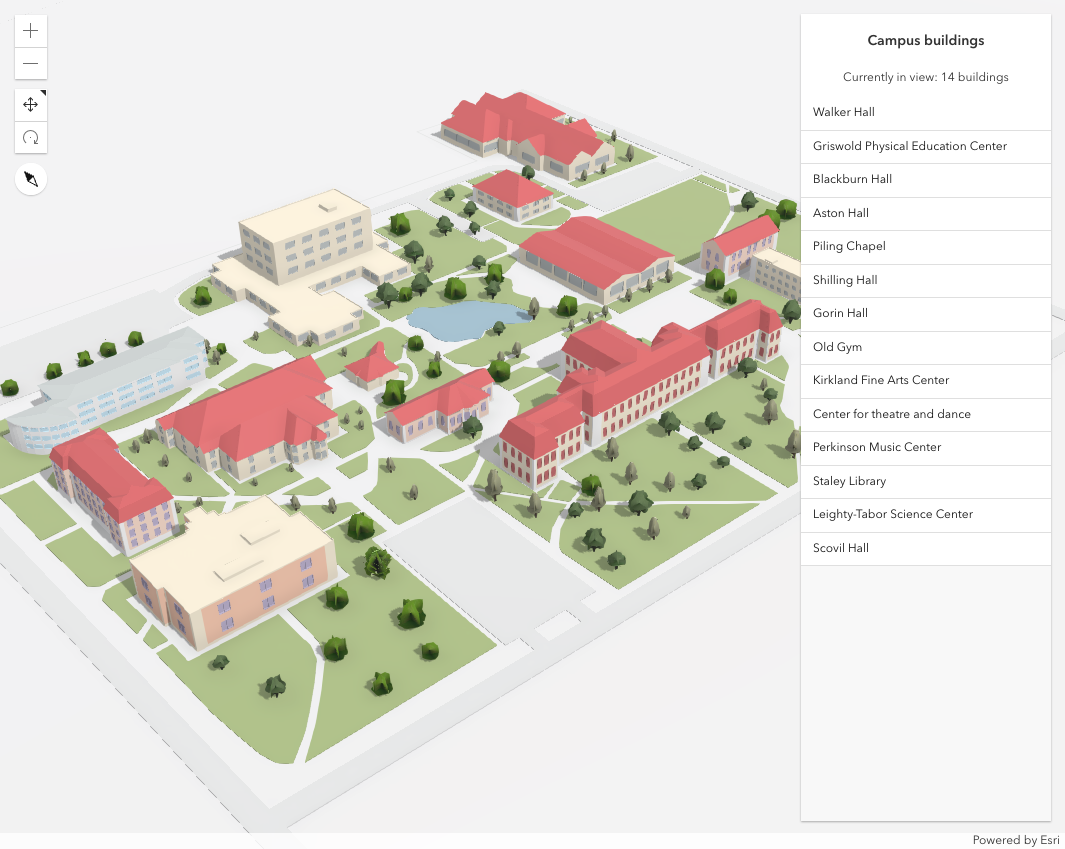 Campus buildings
Currently in view: 14 buildings
Walker Hall
Griswold Physical Education Center
Blackburn Hall
Aston Hall
Piling Chapel
Shilling Hall
Gorin Hall
Old Gym
Kirkland Fine Arts Center
Center for theatre and dance
Perkinson Music Center
Staley Library
Leighty-Tabor Science Center
Scovil Hall
Powered by Esri